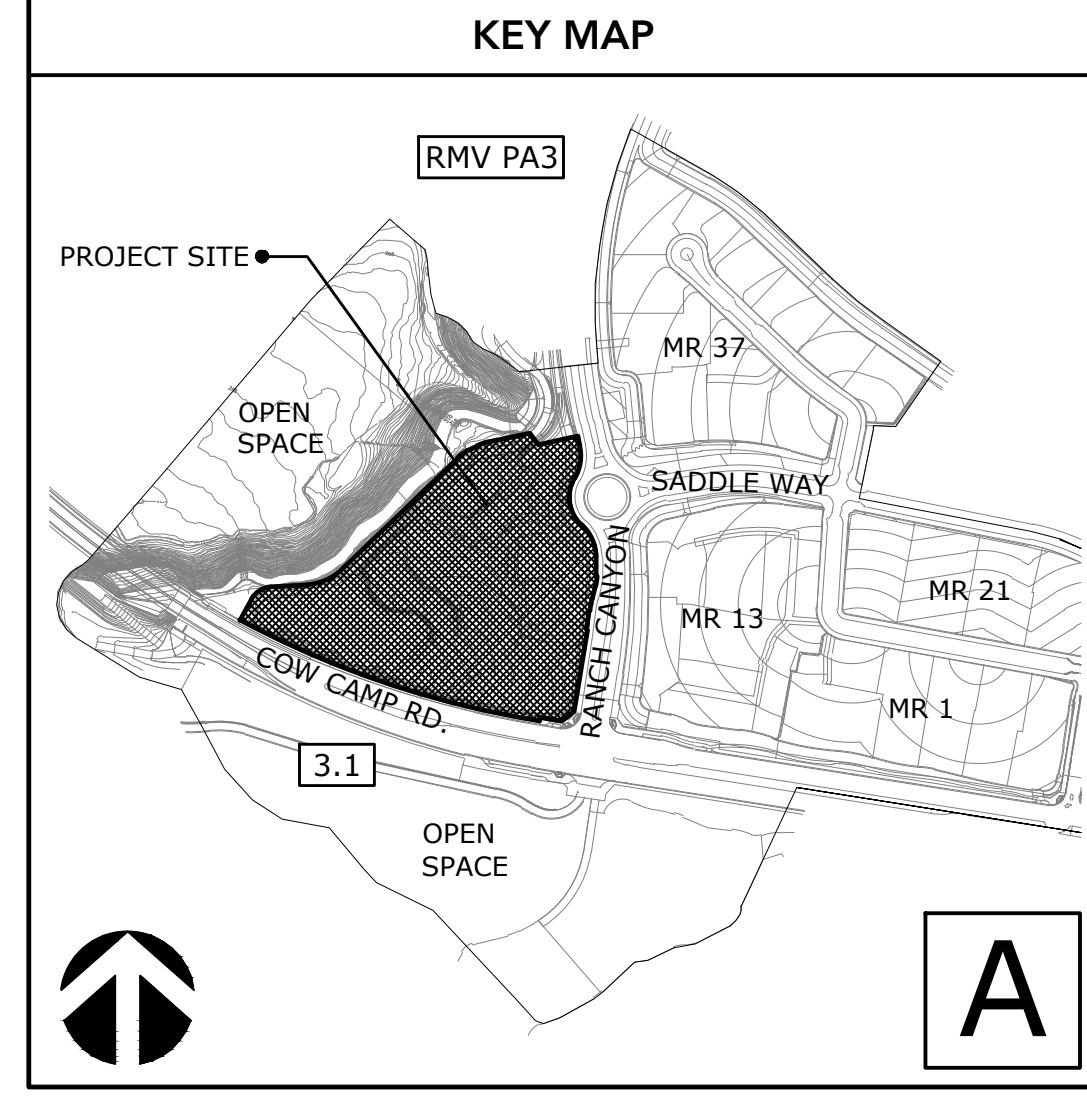 KEY MAP
RMV PA3
PROJECT SITE
MR 37
OPEN
SPACE
SADDLE WAY
RANCH CANYON
MR 21
MR 13
COW CAMP RD.
MR 1
3.1
OPEN
SPACE
A